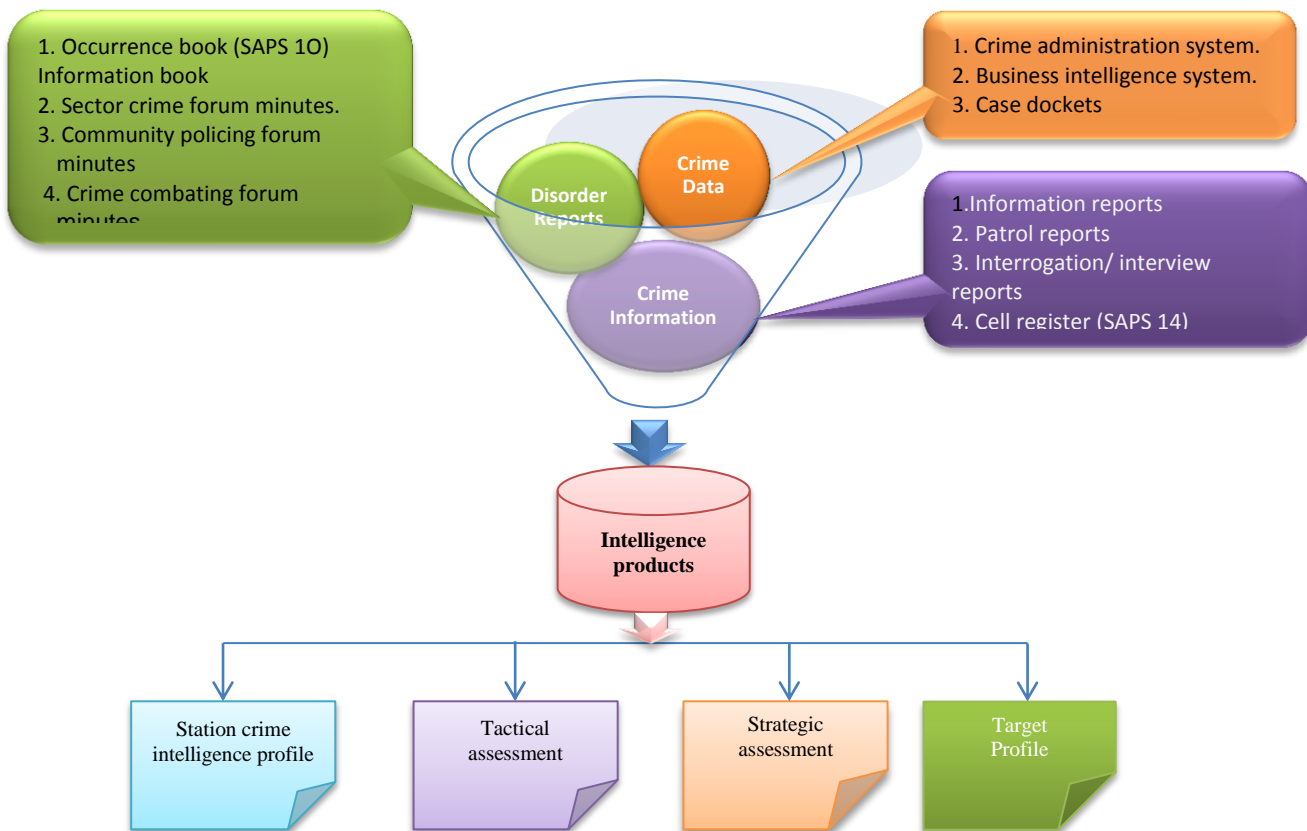 1. Occurrence book (SAPS 1O)
Information book
2. Sector crime forum minutes.
3. Community policing forum
minutes
4. Crime combating forum
minutes
1. Crime administration system.
2. Business intelligence system.
3. Case dockets
Crime
Data
Disorder
Reports
Crime
Information
1.Information reports
2. Patrol reports
3. Interrogation/ interview
reports
4. Cell register (SAPS 14)
Intelligence
products
Station crime
intelligence profile
Tactical
assessment
Strategic
assessment
Target
Profile